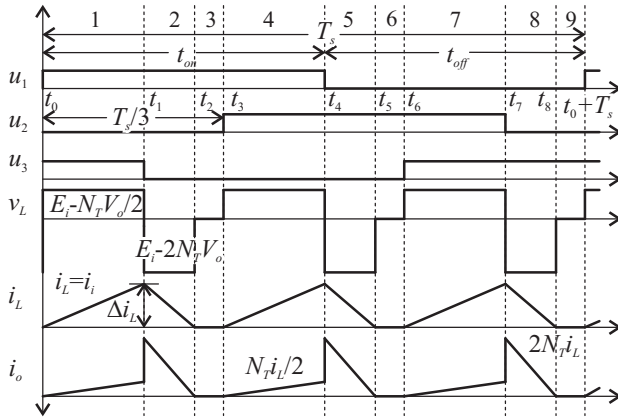 1 2 3 4 5 6 7 8 9
T_s
t_on t_off
u_1
t_0 t_1 t_2 t_3 t_4 t_5 t_6 t_7 t_8 t_0+T_s
u_2 T_s/3
u_3
v_L E_i-N_TV_o/2
E_i-2N_TV_o
i_L i_L=i_i
Δi_L
i_o N_Ti_L/2 2N_Ti_L